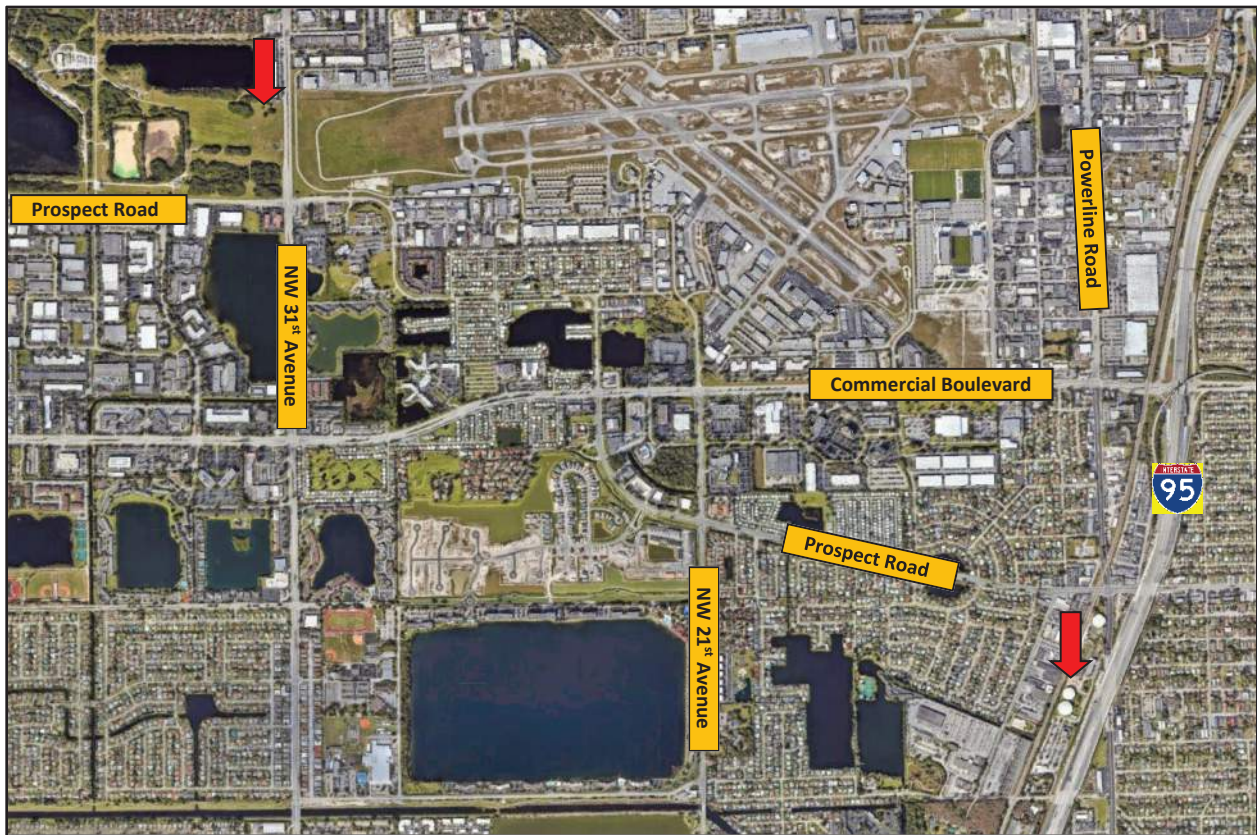 Prospect Road
NW 31st Avenue
Powerline Road
Commercial Boulevard
INTERSTATE
95
Prospect Road
NW 21st Avenue